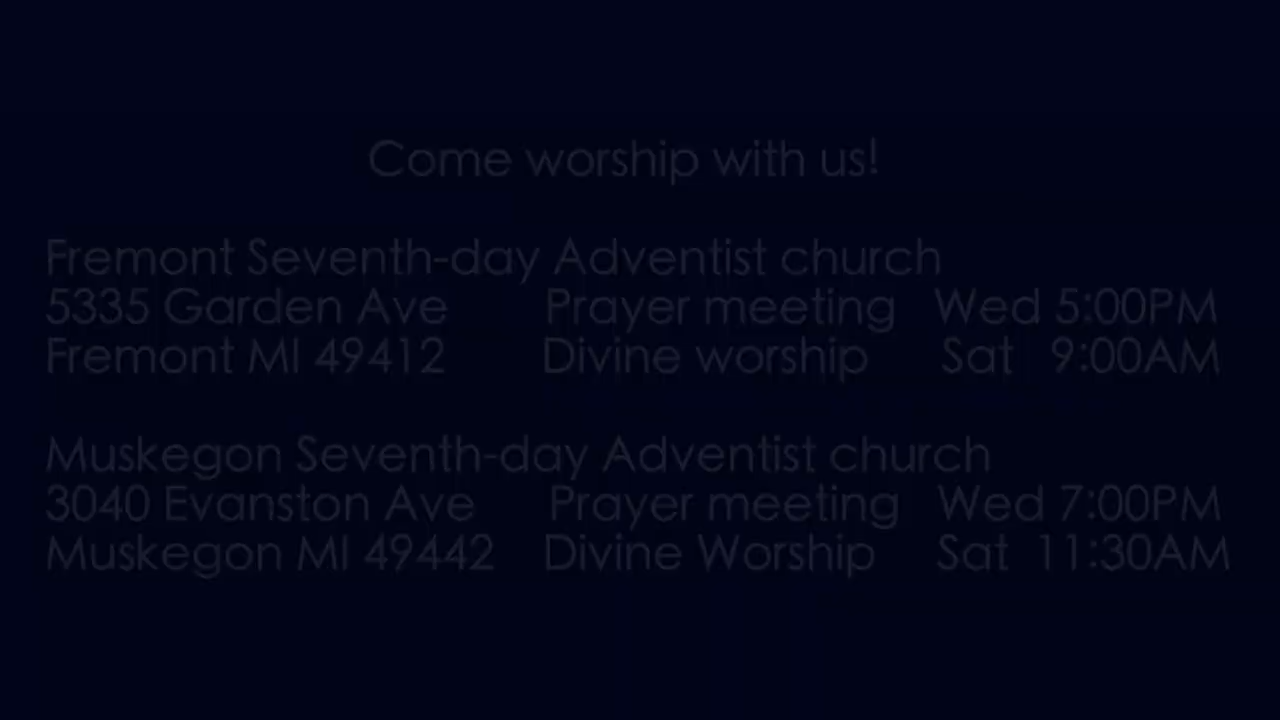 Come worship with us!
Fremont Seventh-day Adventist church
5335 Garden Ave Prayer meeting Wed 5:00PM
Fremont MI 49412 Divine worship Sat 9:00AM
Muskegon Seventh-day Adventist church
3040 Evanston Ave Prayer meeting Wed 7:00PM
Muskegon MI 49442 Divine Worship Sat 11:30AM